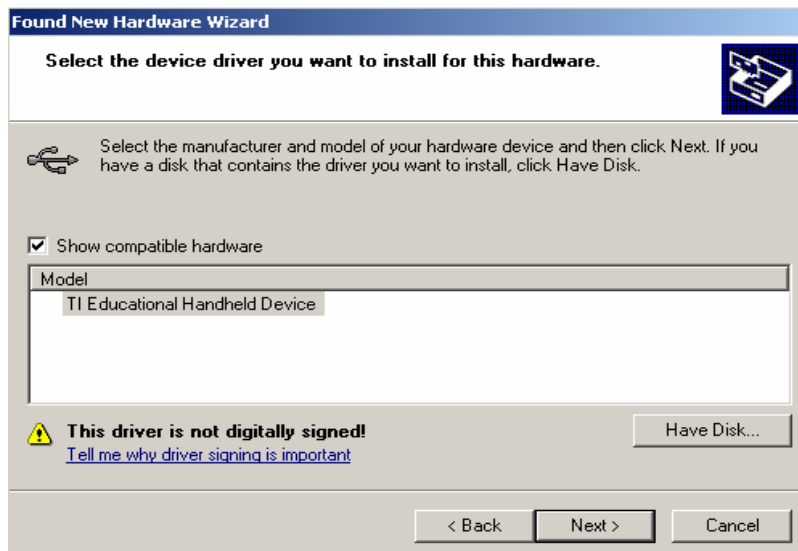 Found New Hardware Wizard
Select the device driver you want to install for this hardware.
Select the manufacturer and model of your hardware device and then click Next. If you
have a disk that contains the driver you want to install, click Have Disk.
Show compatible hardware
Model
TI Educational Handheld Device
This driver is not digitally signed!
Tell me why driver signing is important
Have Disk...
< Back
Next >
Cancel